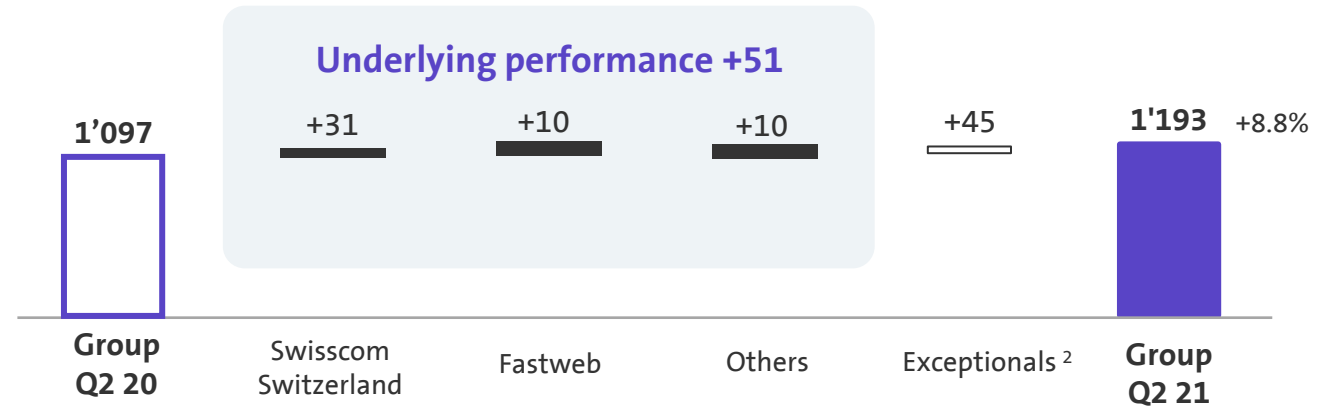 Underlying performance +51
1’097
+31
+10
+10
+45
1'193 +8.8%
Group
Q2 20
Swisscom
Switzerland
Fastweb
Others
Exceptionals ²
Group
Q2 21